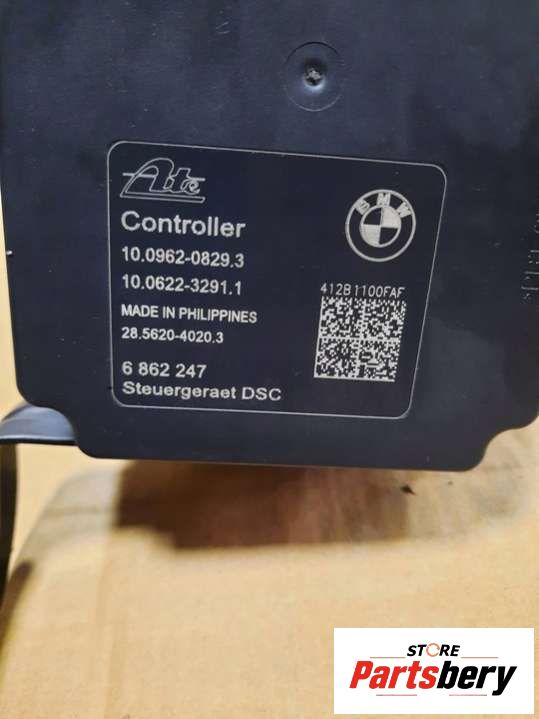 Ate
Controller
BMW
10.0962-0829.3
10.0622-3291.1
412B1100FAF
MADE IN PHILIPPINES
28.5620-4020.3
6 862 247
Steuergeraet DSC
STORE
Partsbery